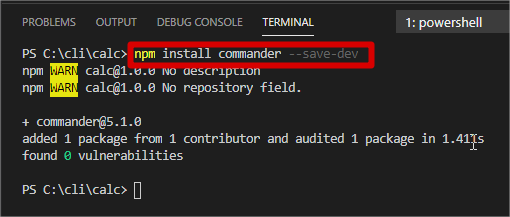 PROBLEMS OUTPUT DEBUG CONSOLE TERMINAL 1: powershell
PS C:\cli\calc> npm install commander --save-dev
npm WARN calc@1.0.0 No description
npm WARN calc@1.0.0 No repository field.
+ commander@5.1.0
added 1 package from 1 contributor and audited 1 package in 1.417s
found 0 vulnerabilities
PS C:\cli\calc>